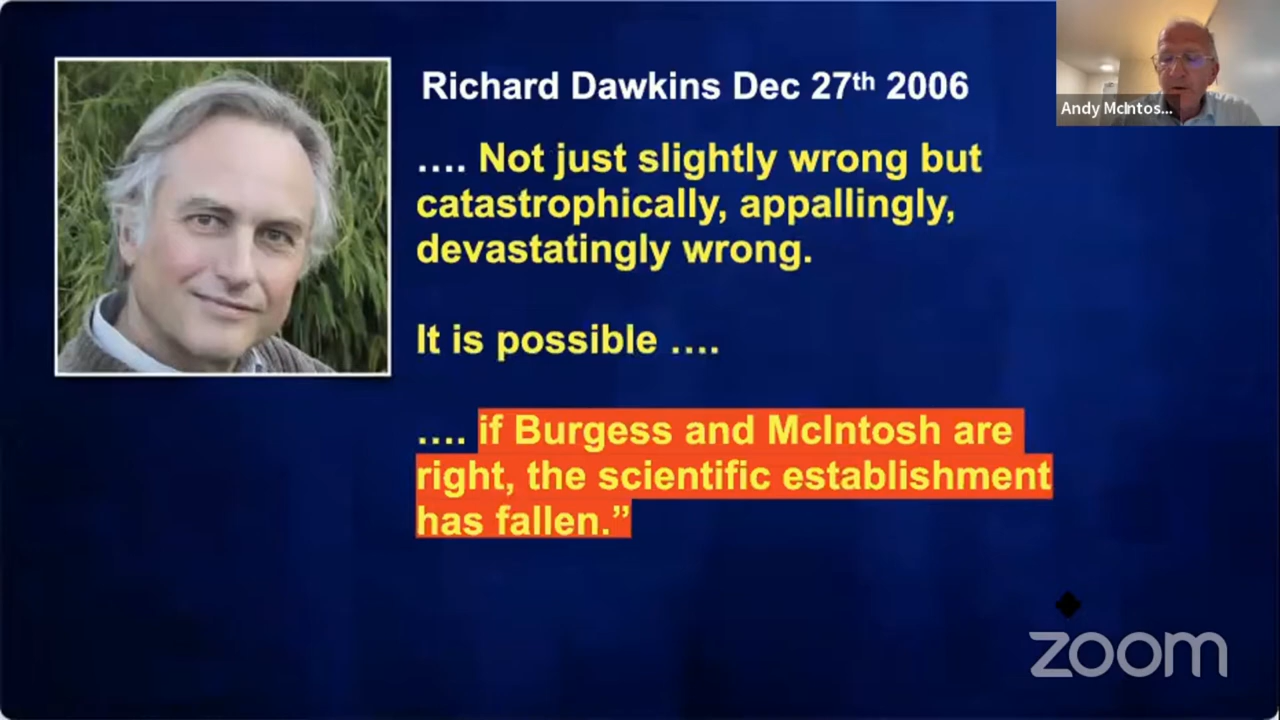 Richard Dawkins Dec 27th 2006
Andy McIntos...
.... Not just slightly wrong but
catastrophically, appallingly,
devastatingly wrong.
It is possible ....
.... if Burgess and McIntosh are
right, the scientific establishment
has fallen.”
zoom